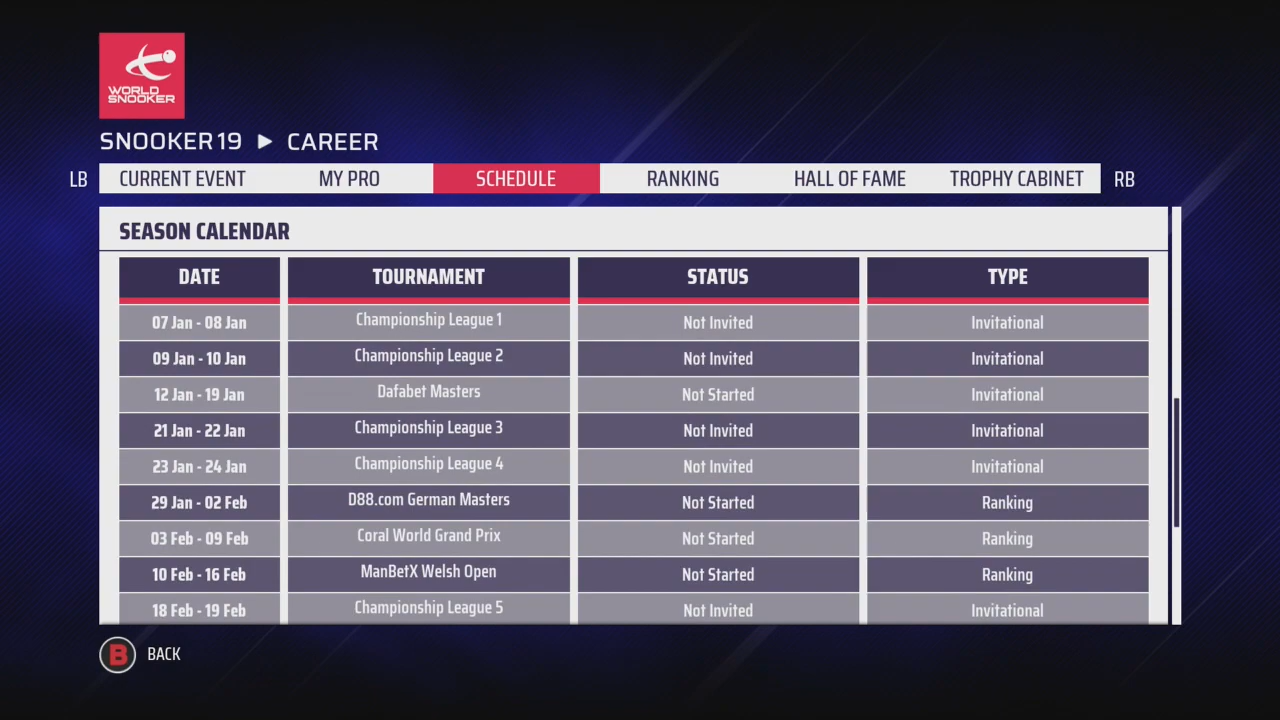 WORLD
SNOOKER
SNOOKER 19 ► CAREER
LB CURRENT EVENT MY PRO SCHEDULE RANKING HALL OF FAME TROPHY CABINET RB
SEASON CALENDAR
DATE TOURNAMENT STATUS TYPE
07 Jan - 08 Jan Championship League 1 Not Invited Invitational
09 Jan - 10 Jan Championship League 2 Not Invited Invitational
12 Jan - 19 Jan Dafabet Masters Not Started Invitational
21 Jan - 22 Jan Championship League 3 Not Invited Invitational
23 Jan - 24 Jan Championship League 4 Not Invited Invitational
29 Jan - 02 Feb D88.com German Masters Not Started Ranking
03 Feb - 09 Feb Coral World Grand Prix Not Started Ranking
10 Feb - 16 Feb ManBetX Welsh Open Not Started Ranking
18 Feb - 19 Feb Championship League 5 Not Invited Invitational
B BACK